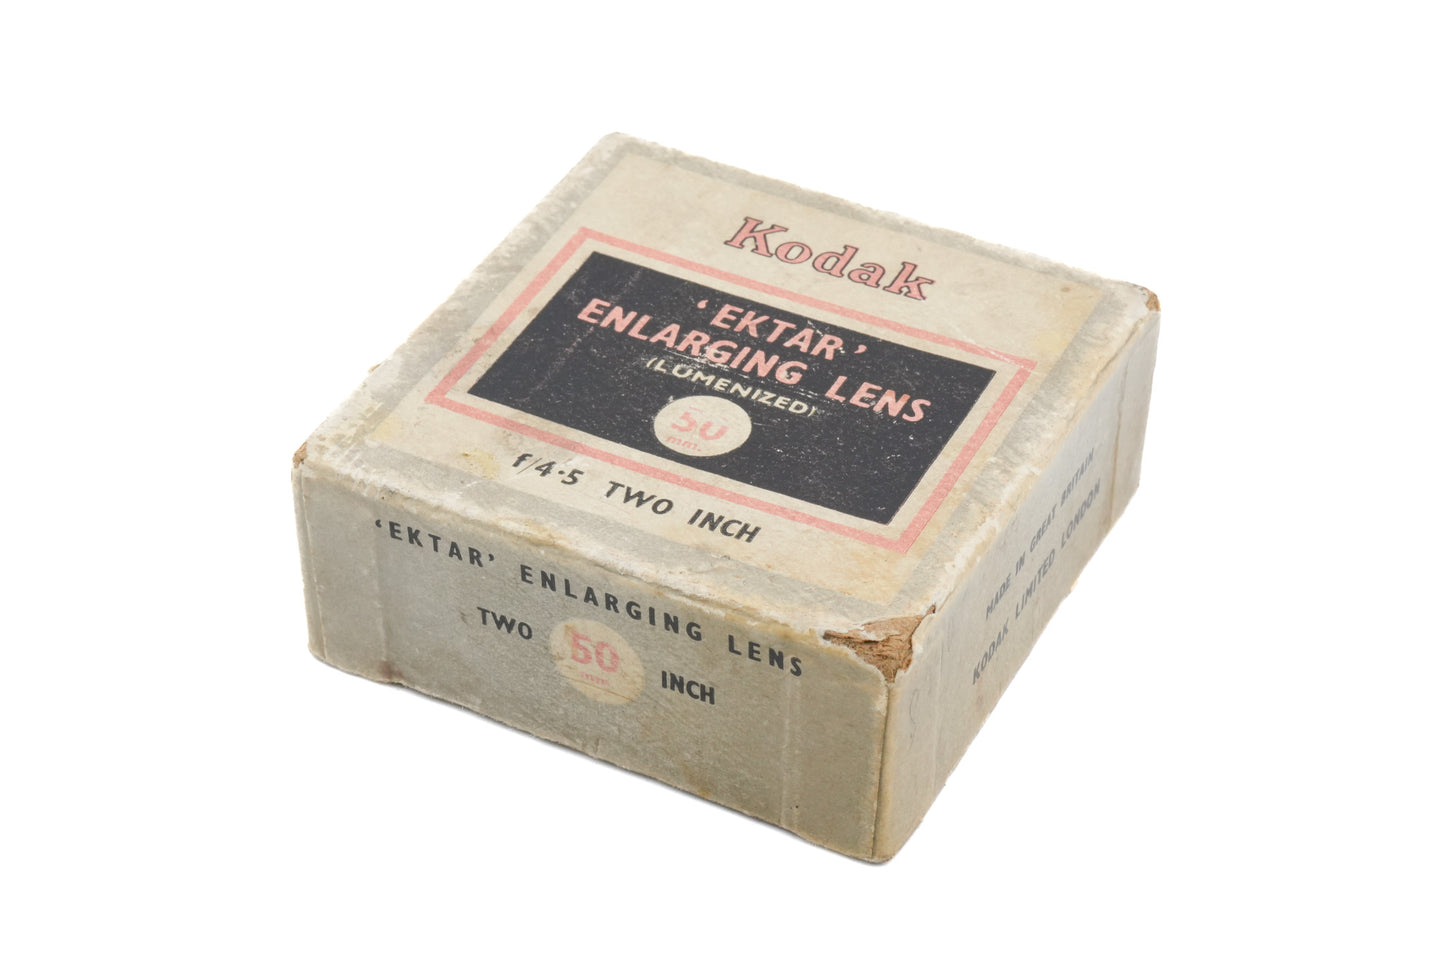 Kodak
‘EKTAR’
ENLARGING LENS
(LUMENIZED)
50
mm.
f/4·5 TWO INCH
‘EKTAR’ ENLARGING LENS
TWO 50 INCH
mm.
MADE IN GREAT BRITAIN
KODAK LIMITED LONDON